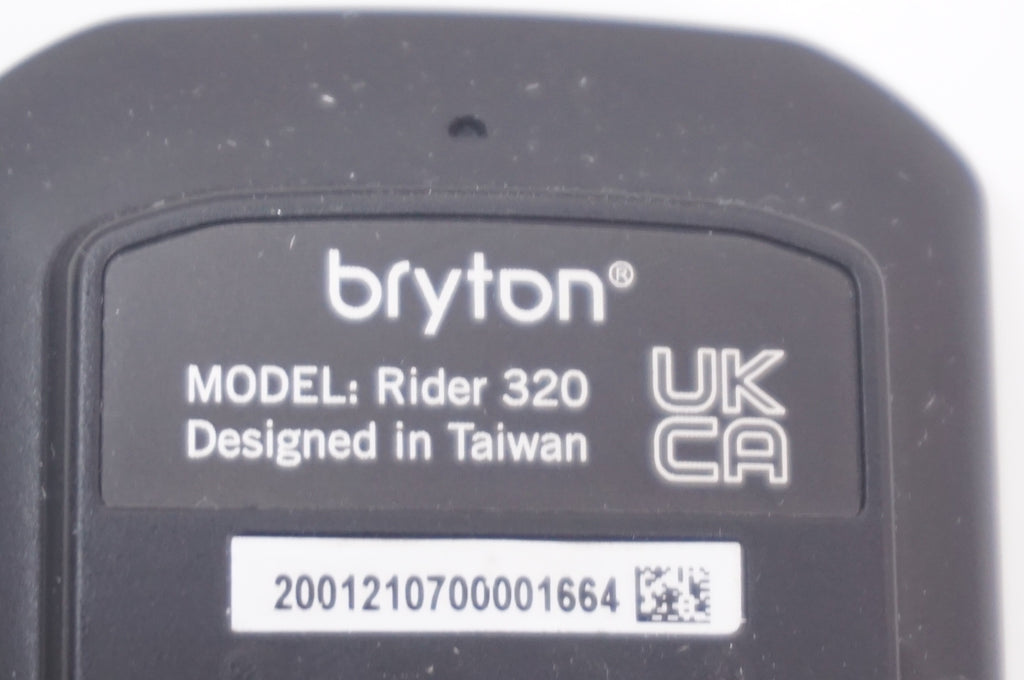 bryton®
MODEL: Rider 320
Designed in Taiwan
UK
CA
2001210700001664